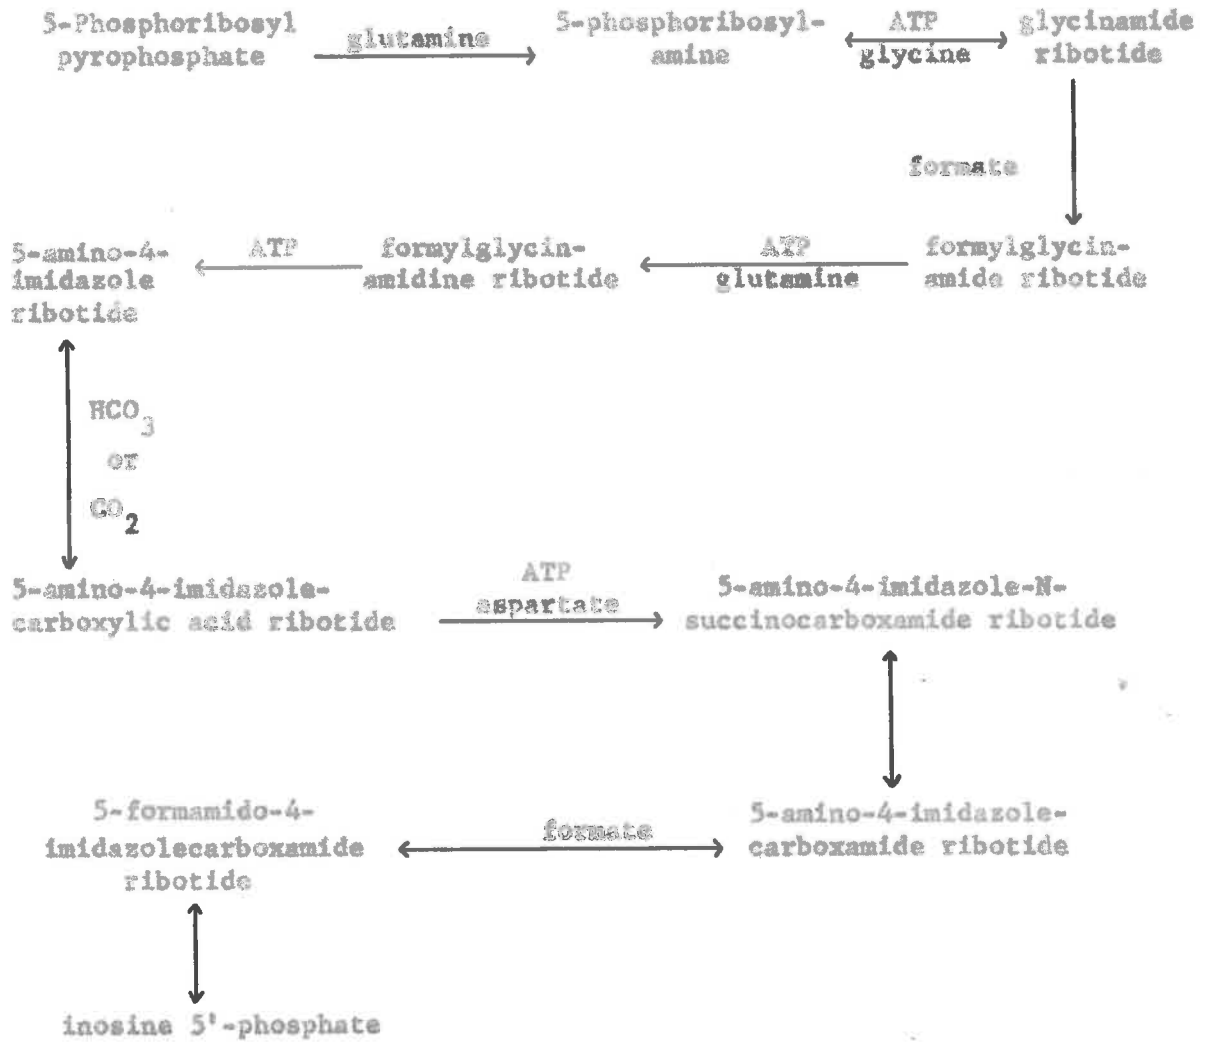 5-Phosphoribosyl
pyrophosphate
glutamine
5-phosphoribosyl-
amine
ATP
glycine
glycinamide
ribotide
formate
formylglycin-
amide ribotide
ATP
glutamine
formylglycin-
amidine ribotide
ATP
5-amino-4-
imidazole
ribotide
HCO3
or
CO2
5-amino-4-imidazole-
carboxylic acid ribotide
ATP
aspartate
5-amino-4-imidazole-N-
succinocarboxamide ribotide
5-amino-4-imidazole-
carboxamide ribotide
formate
5-formamido-4-
imidazolecarboxamide
ribotide
inosine 5'-phosphate